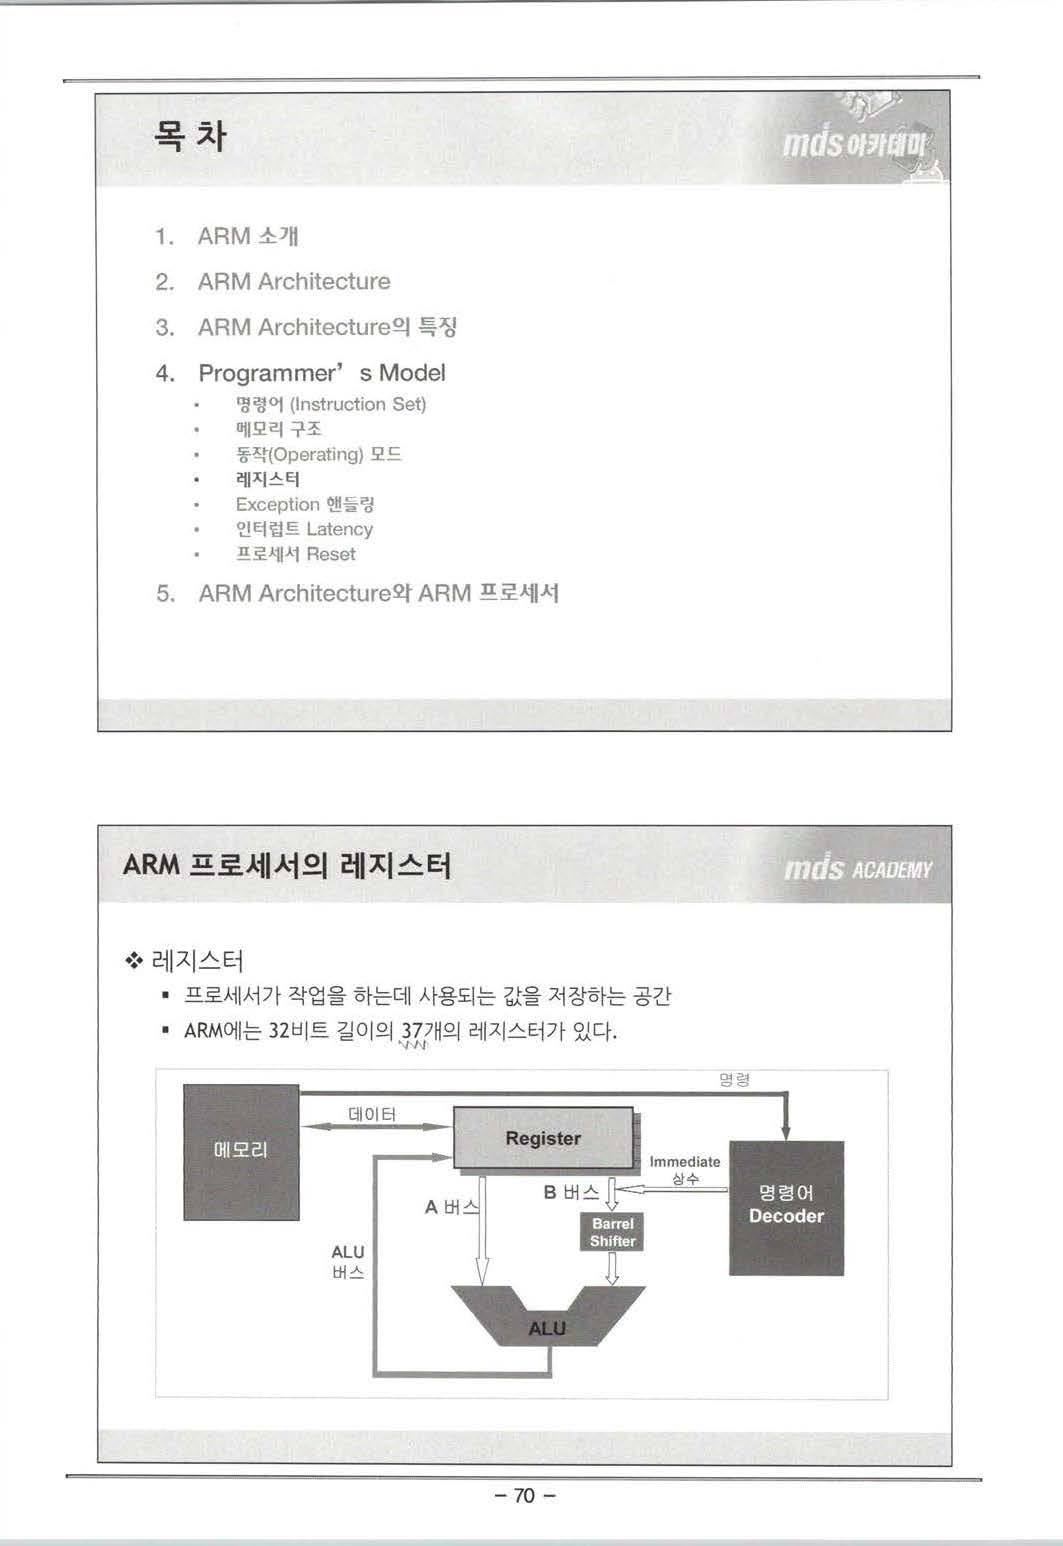 목 차
mds 아카데미
1. ARM 소개
2. ARM Architecture
3. ARM Architecture의 특징
4. Programmer’ s Model
• 명령어 (Instruction Set)
• 메모리 구조
• 동작(Operating) 모드
• 레지스터
• Exception 핸들링
• 인터럽트 Latency
• 프로세서 Reset
5. ARM Architecture와 ARM 프로세서
ARM 프로세서의 레지스터
mds ACADEMY
❖ 레지스터
▪ 프로세서가 작업을 하는데 사용되는 값을 저장하는 공간
▪ ARM에는 32비트 길이의 37개의 레지스터가 있다.
명령
데이터
메모리
Register
Immediate
상수
명령어
Decoder
A 버스
B 버스
Barrel
Shifter
ALU
버스
ALU
– 70 –